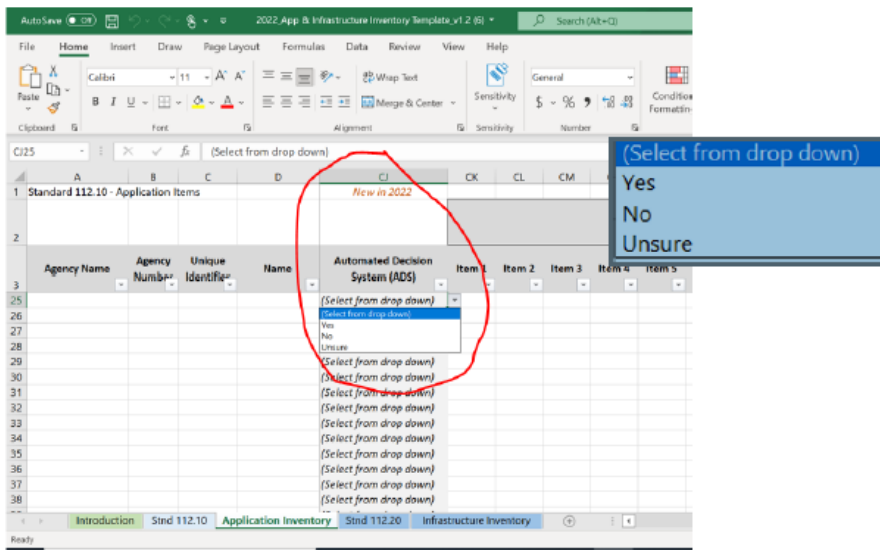 AutoSave Off 2022_App & Infrastructure Inventory Template_v1.2 (6) Search (Alt+Q)
File Home Insert Draw Page Layout Formulas Data Review View Help
Calibri 11 A A Wrap Text General
Paste B I U A Merge & Center Sensitivity $ % Condition
Formattin
Clipboard Font Alignment Sensitivity Number
CJ25 fx (Select from drop down)
A B C D CJ CK CL CM
1 Standard 112.10 - Application Items New in 2022
2
Agency Name Agency Number Unique Identifier Name Automated Decision System (ADS) Item 1 Item 2 Item 3 Item 4 Item 5
3
25 (Select from drop down)
(Select from drop down)
26 Yes
27 No
28 Unsure
29 (Select from drop down)
30 (Select from drop down)
31 (Select from drop down)
32 (Select from drop down)
33 (Select from drop down)
34 (Select from drop down)
35 (Select from drop down)
36 (Select from drop down)
37 (Select from drop down)
38 (Select from drop down)
Introduction Stnd 112.10 Application Inventory Stnd 112.20 Infrastructure Inventory
Ready
(Select from drop down)
Yes
No
Unsure